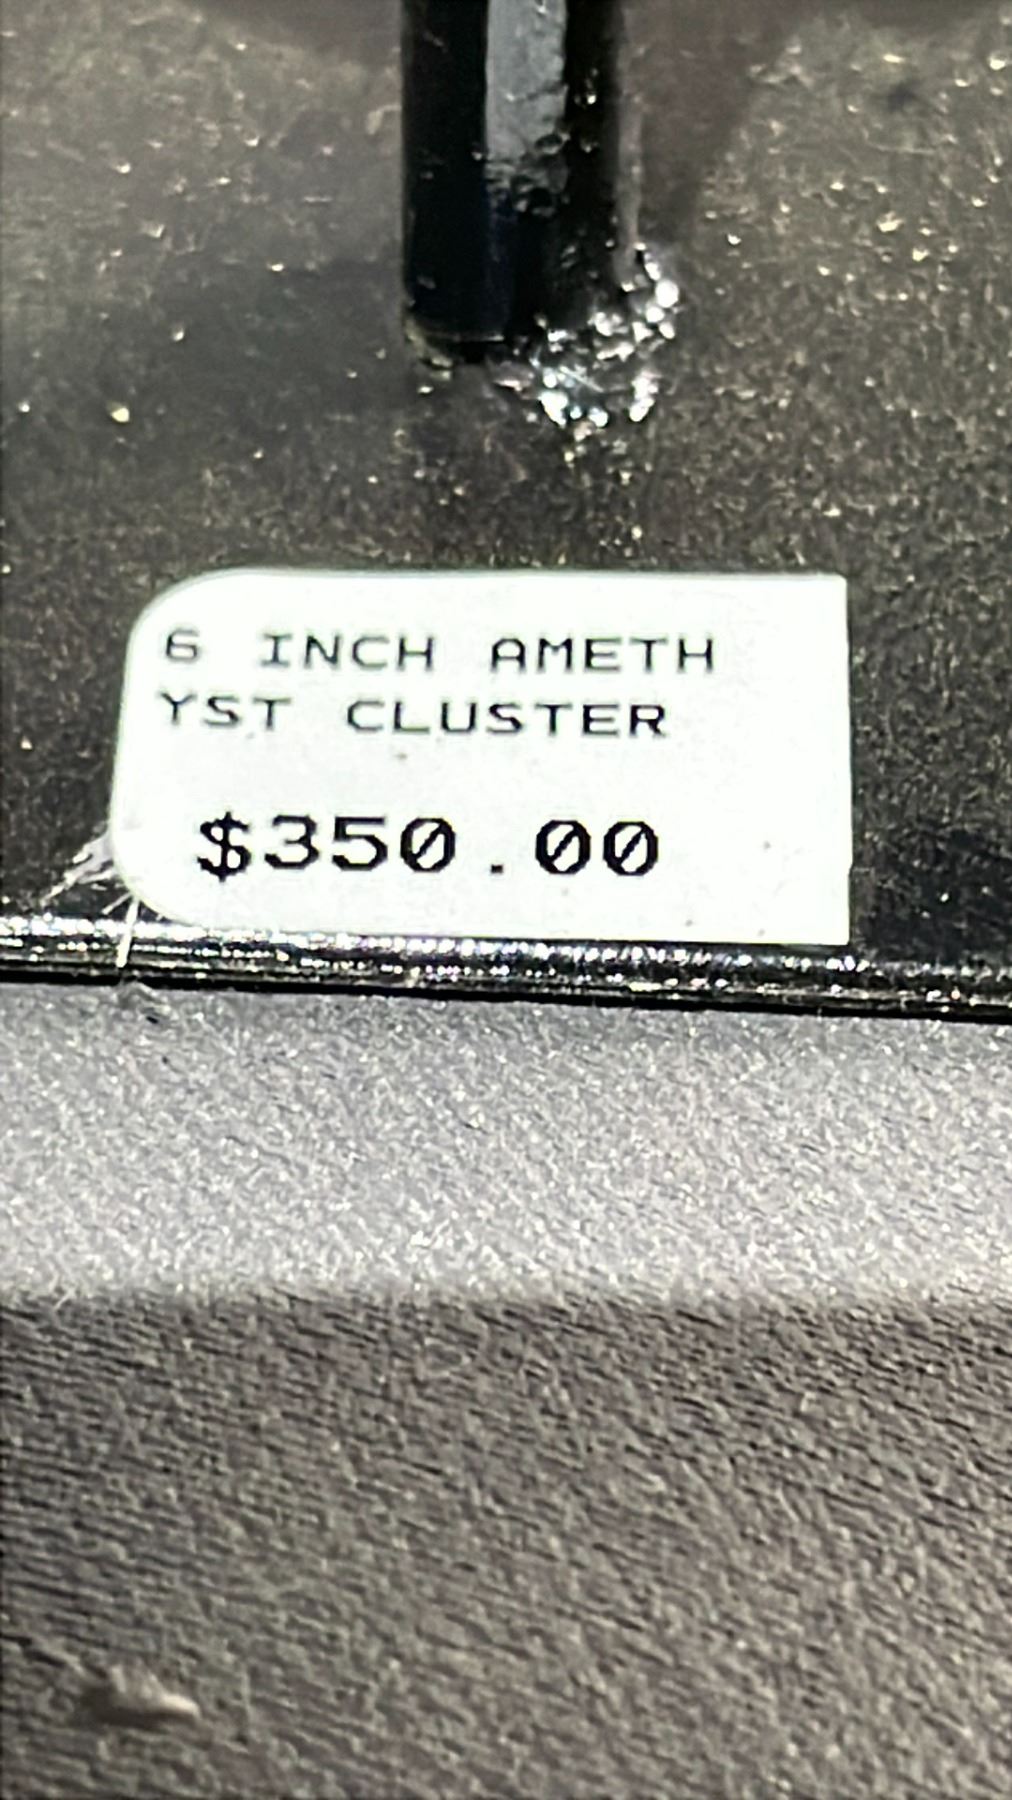 6 INCH AMETH
YST CLUSTER
$350.00